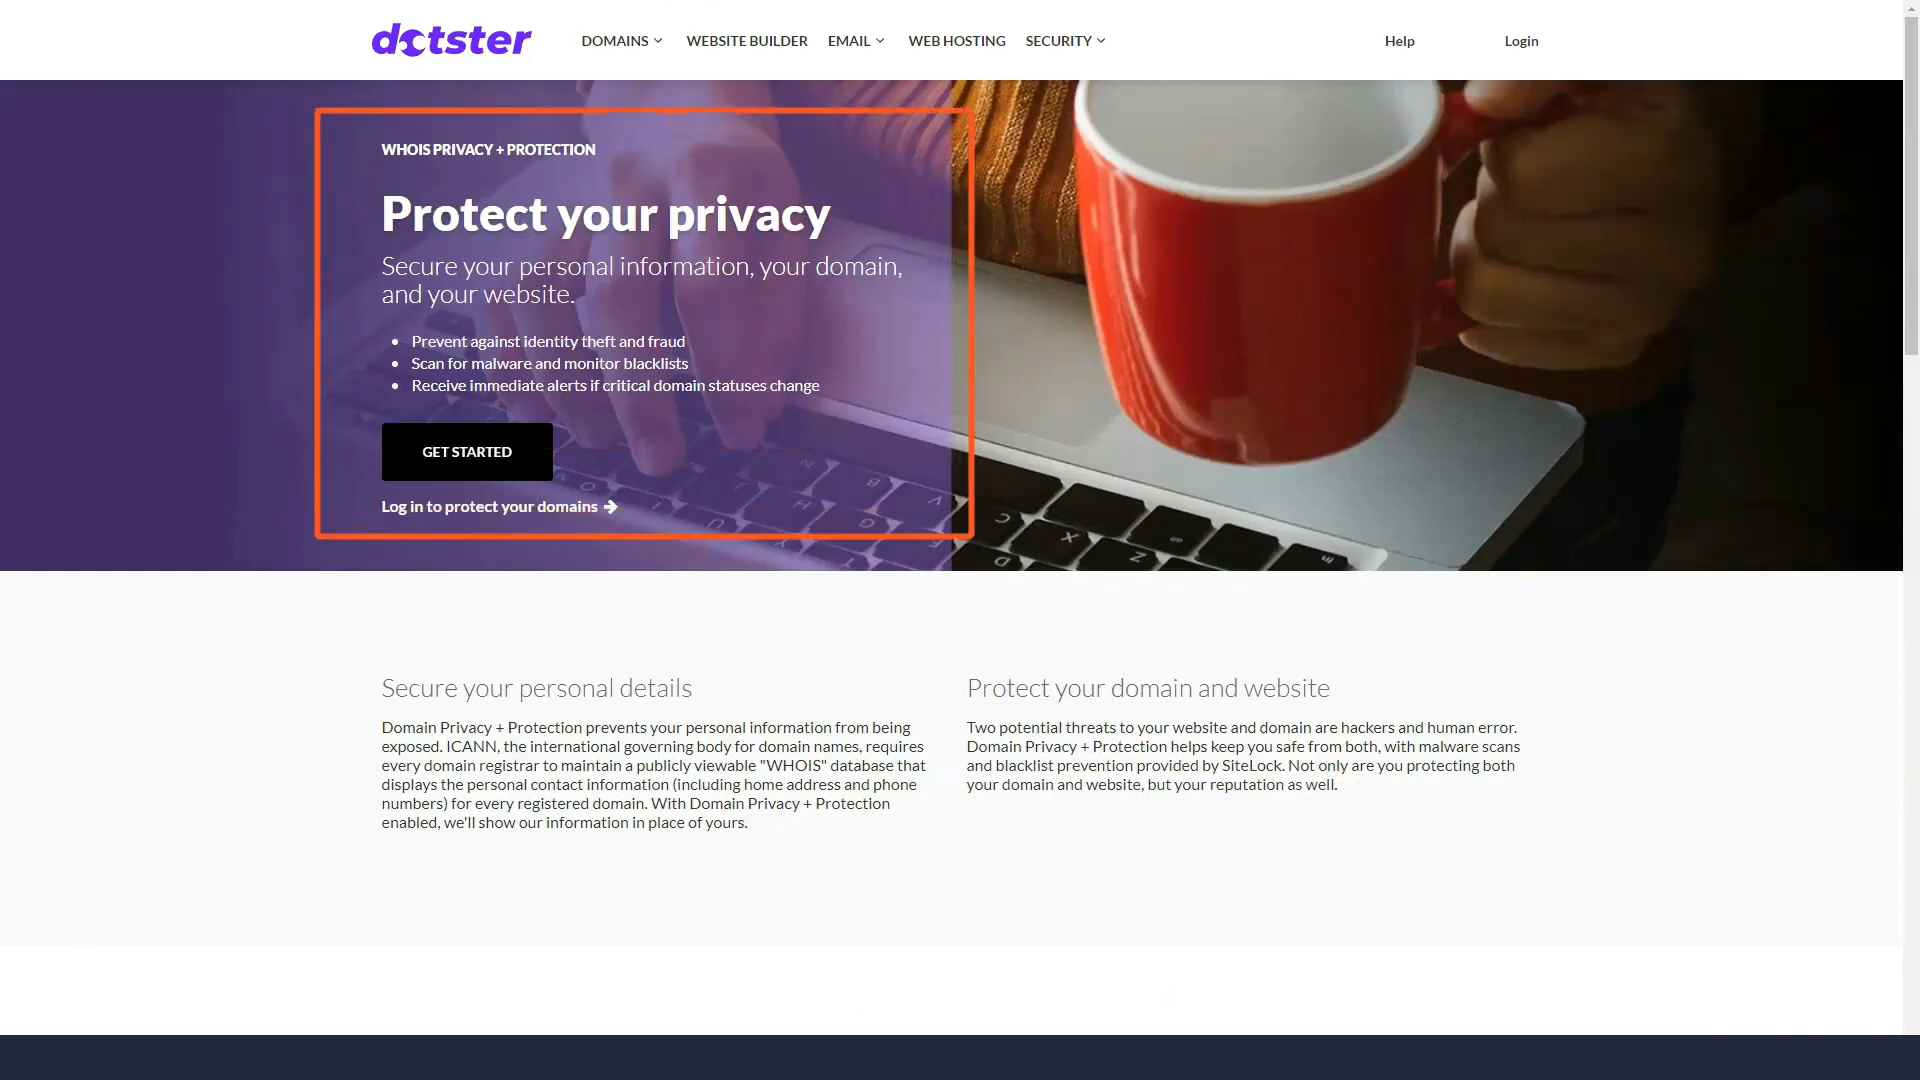 dotster
DOMAINS WEBSITE BUILDER EMAIL WEB HOSTING SECURITY Help Login
WHOIS PRIVACY + PROTECTION
Protect your privacy
Secure your personal information, your domain,
and your website.
• Prevent against identity theft and fraud
• Scan for malware and monitor blacklists
• Receive immediate alerts if critical domain statuses change
GET STARTED
Log in to protect your domains
Secure your personal details
Domain Privacy + Protection prevents your personal information from being
exposed. ICANN, the international governing body for domain names, requires
every domain registrar to maintain a publicly viewable "WHOIS" database that
displays the personal contact information (including home address and phone
numbers) for every registered domain. With Domain Privacy + Protection
enabled, we'll show our information in place of yours.
Protect your domain and website
Two potential threats to your website and domain are hackers and human error.
Domain Privacy + Protection helps keep you safe from both, with malware scans
and blacklist prevention provided by SiteLock. Not only are you protecting both
your domain and website, but your reputation as well.